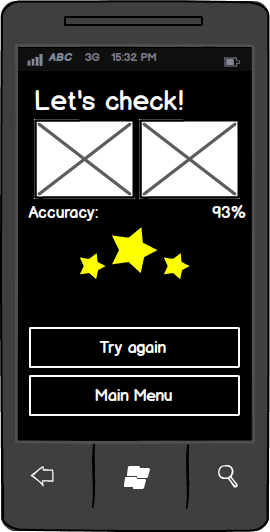 ABC 3G 15:32 PM
Let's check!
Accuracy: 93%
Try again
Main Menu